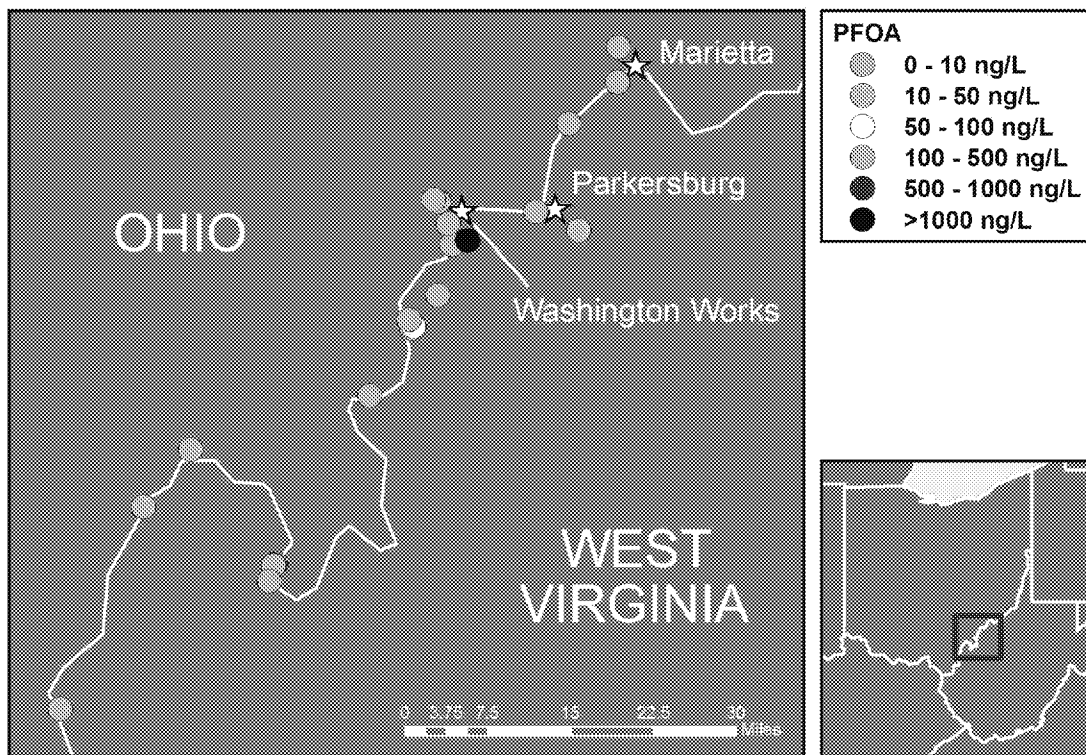 Marietta
Parkersburg
OHIO
Washington Works
WEST
VIRGINIA
0 3.75 7.5 15 22.5 30
Miles
PFOA
0 - 10 ng/L
10 - 50 ng/L
50 - 100 ng/L
100 - 500 ng/L
500 - 1000 ng/L
>1000 ng/L